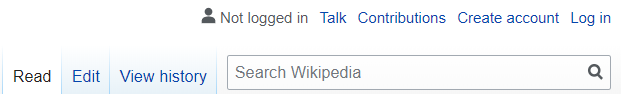 Not logged in Talk Contributions Create account Log in
Read Edit View history Search Wikipedia